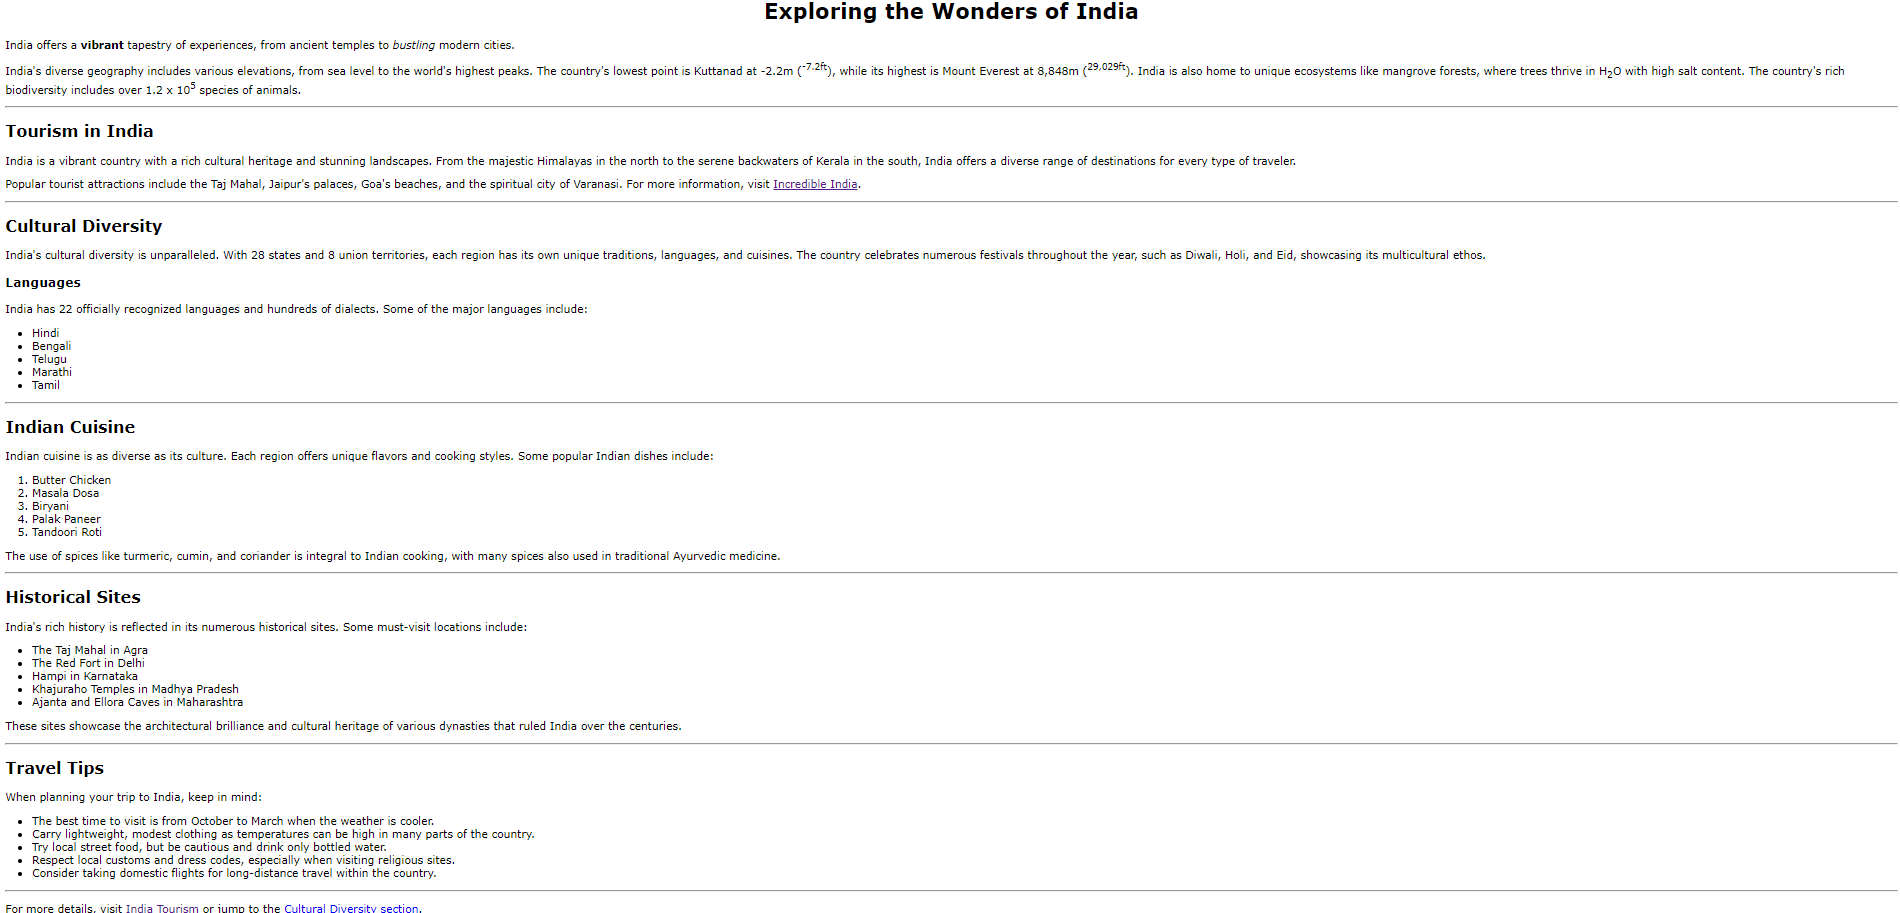 Exploring the Wonders of India
India offers a vibrant tapestry of experiences, from ancient temples to bustling modern cities.
India's diverse geography includes various elevations, from sea level to the world's highest peaks. The country's lowest point is Kuttanad at -2.2m (-7.2ft), while its highest is Mount Everest at 8,848m (29,029ft). India is also home to unique ecosystems like mangrove forests, where trees thrive in H₂O with high salt content. The country's rich
biodiversity includes over 1.2 x 10⁵ species of animals.
Tourism in India
India is a vibrant country with a rich cultural heritage and stunning landscapes. From the majestic Himalayas in the north to the serene backwaters of Kerala in the south, India offers a diverse range of destinations for every type of traveler.
Popular tourist attractions include the Taj Mahal, Jaipur's palaces, Goa's beaches, and the spiritual city of Varanasi. For more information, visit Incredible India.
Cultural Diversity
India's cultural diversity is unparalleled. With 28 states and 8 union territories, each region has its own unique traditions, languages, and cuisines. The country celebrates numerous festivals throughout the year, such as Diwali, Holi, and Eid, showcasing its multicultural ethos.
Languages
India has 22 officially recognized languages and hundreds of dialects. Some of the major languages include:
• Hindi
• Bengali
• Telugu
• Marathi
• Tamil
Indian Cuisine
Indian cuisine is as diverse as its culture. Each region offers unique flavors and cooking styles. Some popular Indian dishes include:
1. Butter Chicken
2. Masala Dosa
3. Biryani
4. Palak Paneer
5. Tandoori Roti
The use of spices like turmeric, cumin, and coriander is integral to Indian cooking, with many spices also used in traditional Ayurvedic medicine.
Historical Sites
India's rich history is reflected in its numerous historical sites. Some must-visit locations include:
• The Taj Mahal in Agra
• The Red Fort in Delhi
• Hampi in Karnataka
• Khajuraho Temples in Madhya Pradesh
• Ajanta and Ellora Caves in Maharashtra
These sites showcase the architectural brilliance and cultural heritage of various dynasties that ruled India over the centuries.
Travel Tips
When planning your trip to India, keep in mind:
• The best time to visit is from October to March when the weather is cooler.
• Carry lightweight, modest clothing as temperatures can be high in many parts of the country.
• Try local street food, but be cautious and drink only bottled water.
• Respect local customs and dress codes, especially when visiting religious sites.
• Consider taking domestic flights for long-distance travel within the country.
For more details, visit India Tourism or jump to the Cultural Diversity section.